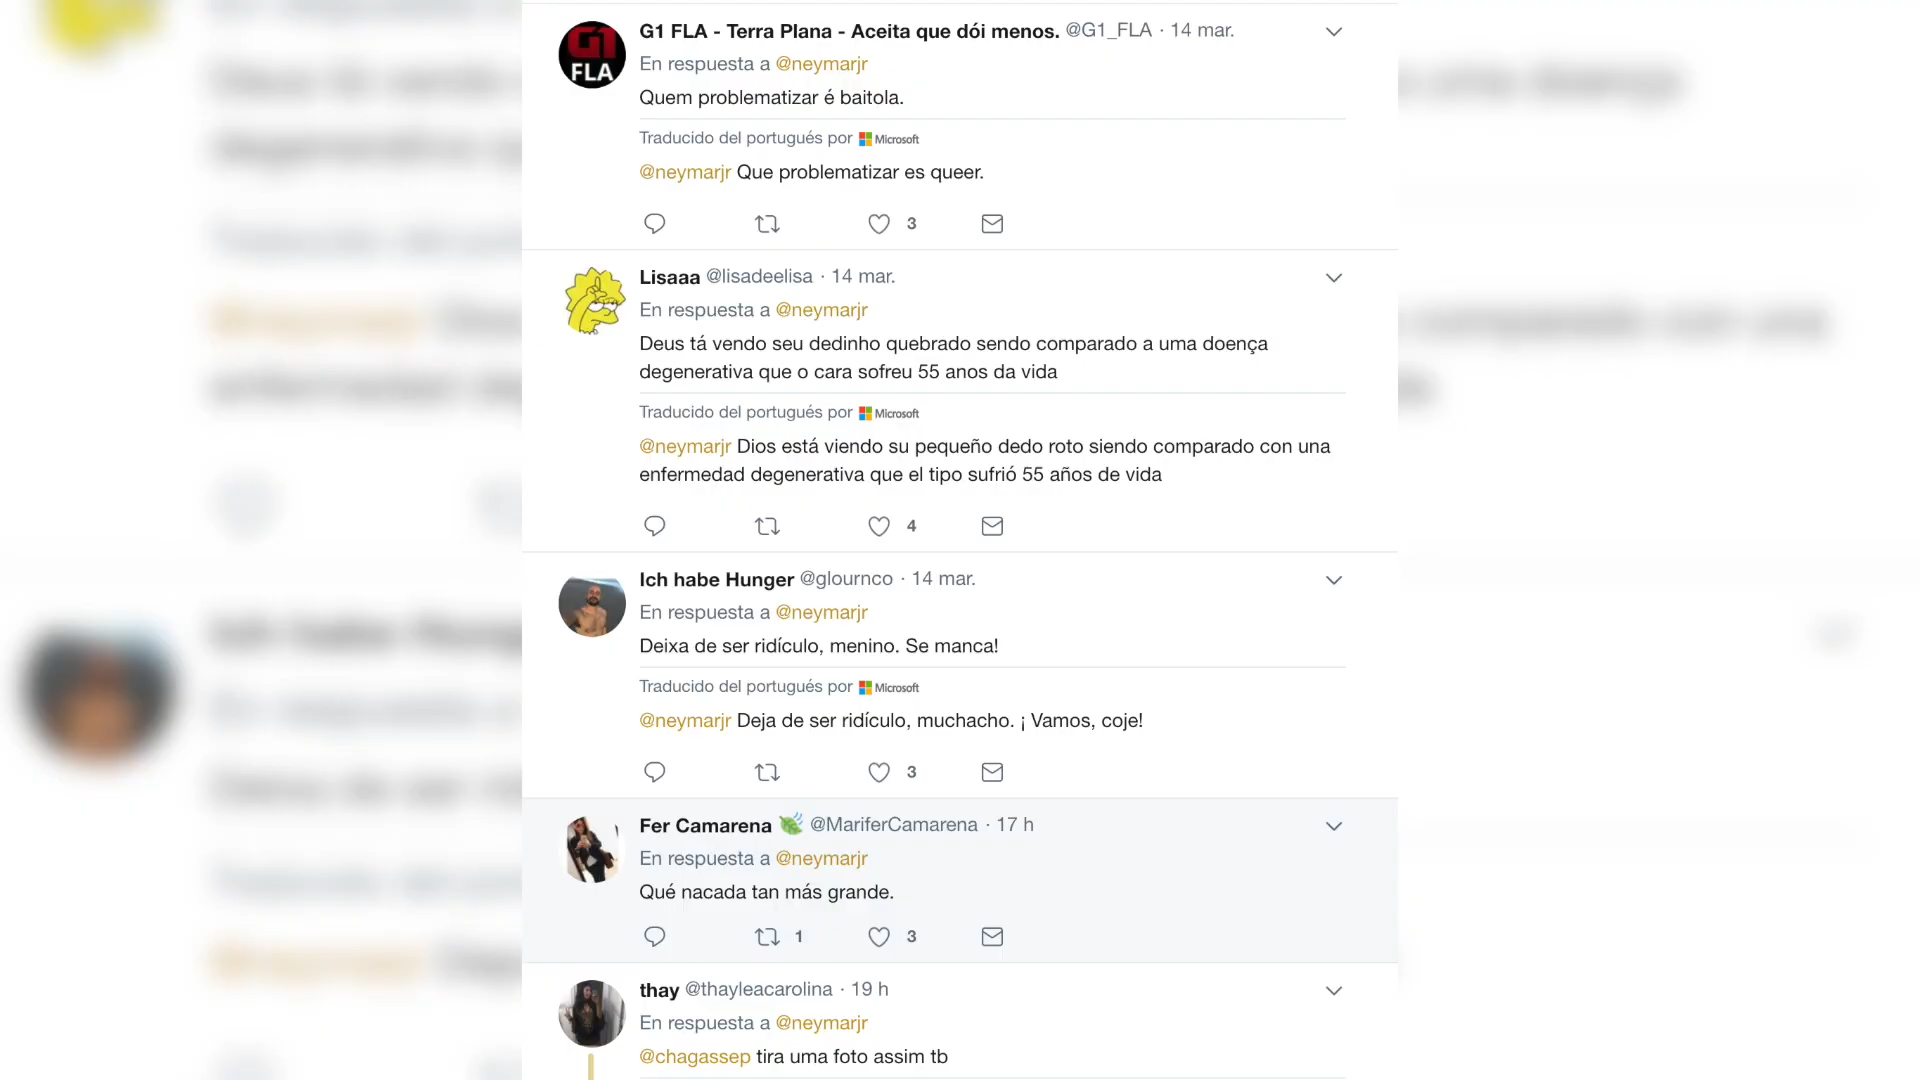 G1 FLA - Terra Plana - Aceita que dói menos. @G1_FLA · 14 mar.
G1
FLA
En respuesta a @neymarjr
Quem problematizar é baitola.
Traducido del portugués por Microsoft
@neymarjr Que problematizar es queer.
3
Lisaaa @lisadeelisa · 14 mar.
En respuesta a @neymarjr
Deus tá vendo seu dedinho quebrado sendo comparado a uma doença
degenerativa que o cara sofreu 55 anos da vida
Traducido del portugués por Microsoft
@neymarjr Dios está viendo su pequeño dedo roto siendo comparado con una
enfermedad degenerativa que el tipo sufrió 55 años de vida
4
Ich habe Hunger @glournco · 14 mar.
En respuesta a @neymarjr
Deixa de ser ridículo, menino. Se manca!
Traducido del portugués por Microsoft
@neymarjr Deja de ser ridículo, muchacho. ¡ Vamos, coje!
3
Fer Camarena @MariferCamarena · 17 h
En respuesta a @neymarjr
Qué nacada tan más grande.
1 3
thay @thayleacarolina · 19 h
En respuesta a @neymarjr
@chagassep tira uma foto assim tb